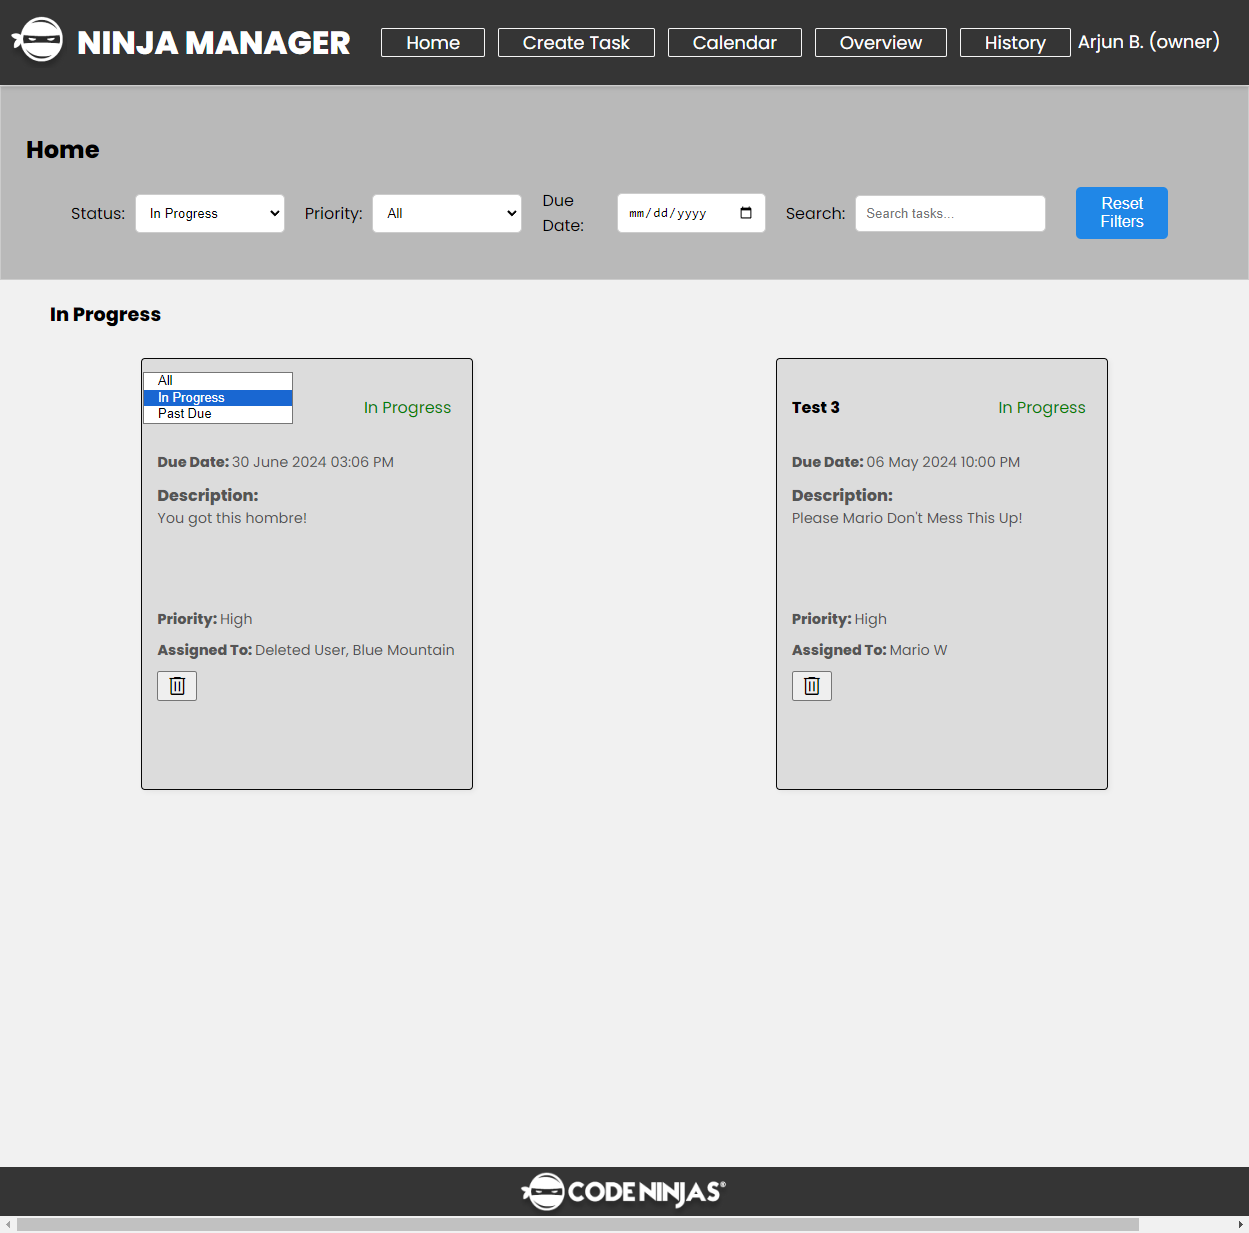 NINJA MANAGER
Home
Create Task
Calendar
Overview
History
Arjun B. (owner)
Home
Status:
In Progress
Priority:
All
Due
Date:
mm/dd/yyyy
Search:
Search tasks...
Reset
Filters
In Progress
All
In Progress
Past Due
In Progress
Due Date: 30 June 2024 03:06 PM
Description:
You got this hombre!
Priority: High
Assigned To: Deleted User, Blue Mountain
Test 3
In Progress
Due Date: 06 May 2024 10:00 PM
Description:
Please Mario Don't Mess This Up!
Priority: High
Assigned To: Mario W
CODE NINJAS®